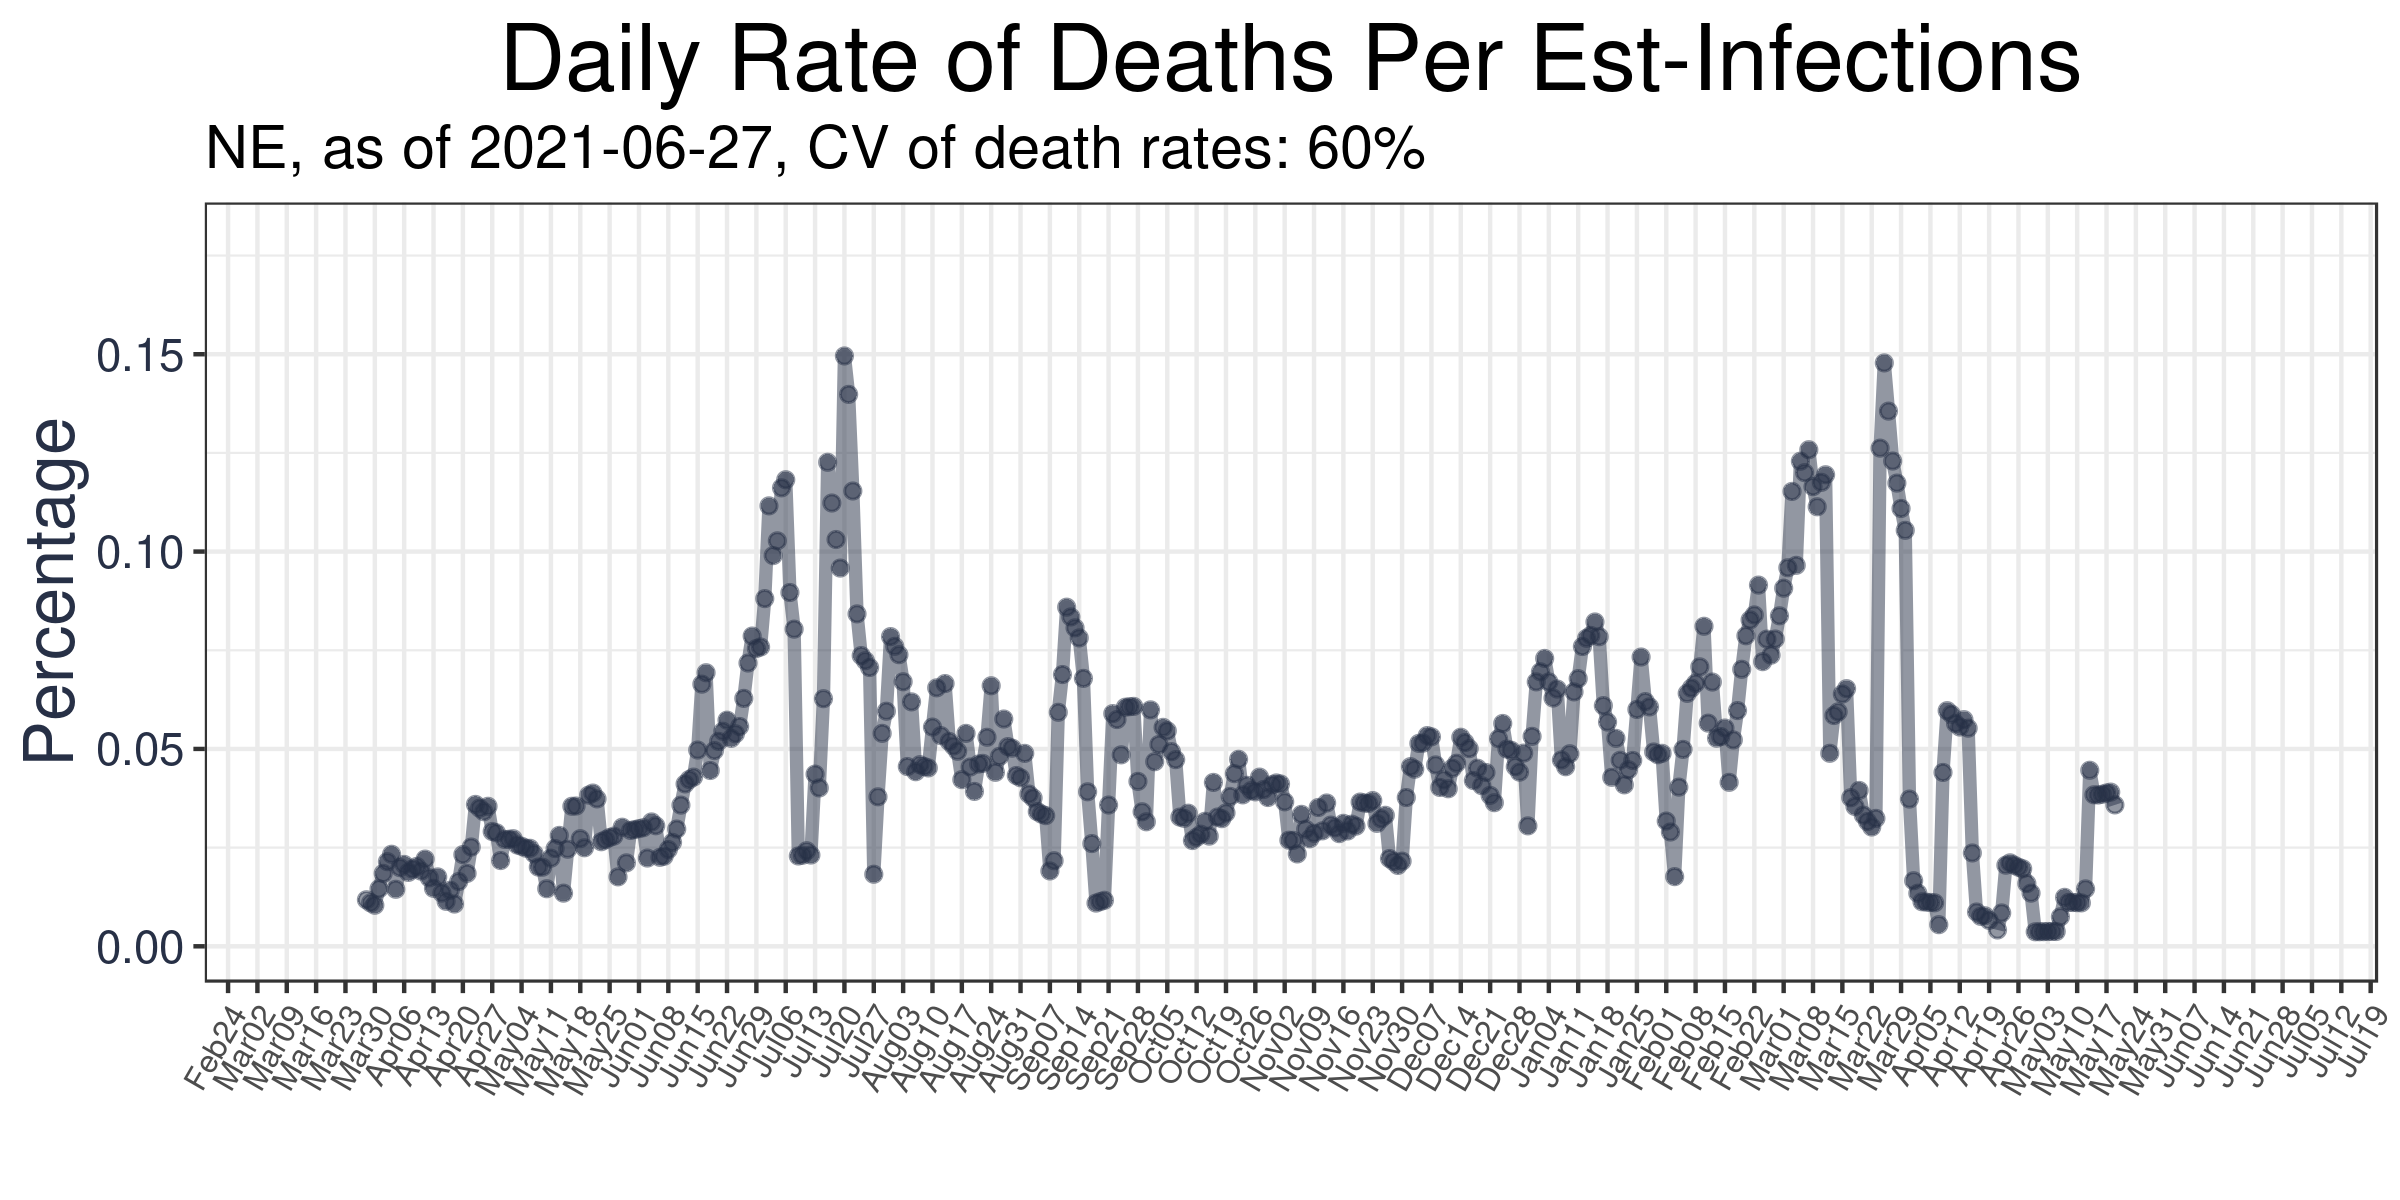 Daily Rate of Deaths Per Est-Infections
NE, as of 2021-06-27, CV of death rates: 60%
Percentage
0.15
0.10
0.05
0.00
Feb24
Mar02
Mar09
Mar16
Mar23
Mar30
Apr06
Apr13
Apr20
Apr27
May04
May11
May18
May25
Jun01
Jun08
Jun15
Jun22
Jun29
Jul06
Jul13
Jul20
Jul27
Aug03
Aug10
Aug17
Aug24
Aug31
Sep07
Sep14
Sep21
Sep28
Oct05
Oct12
Oct19
Oct26
Nov02
Nov09
Nov16
Nov23
Nov30
Dec07
Dec14
Dec21
Dec28
Jan04
Jan11
Jan18
Jan25
Feb01
Feb08
Feb15
Feb22
Mar01
Mar08
Mar15
Mar22
Mar29
Apr05
Apr12
Apr19
Apr26
May03
May10
May17
May24
May31
Jun07
Jun14
Jun21
Jun28
Jul05
Jul12
Jul19